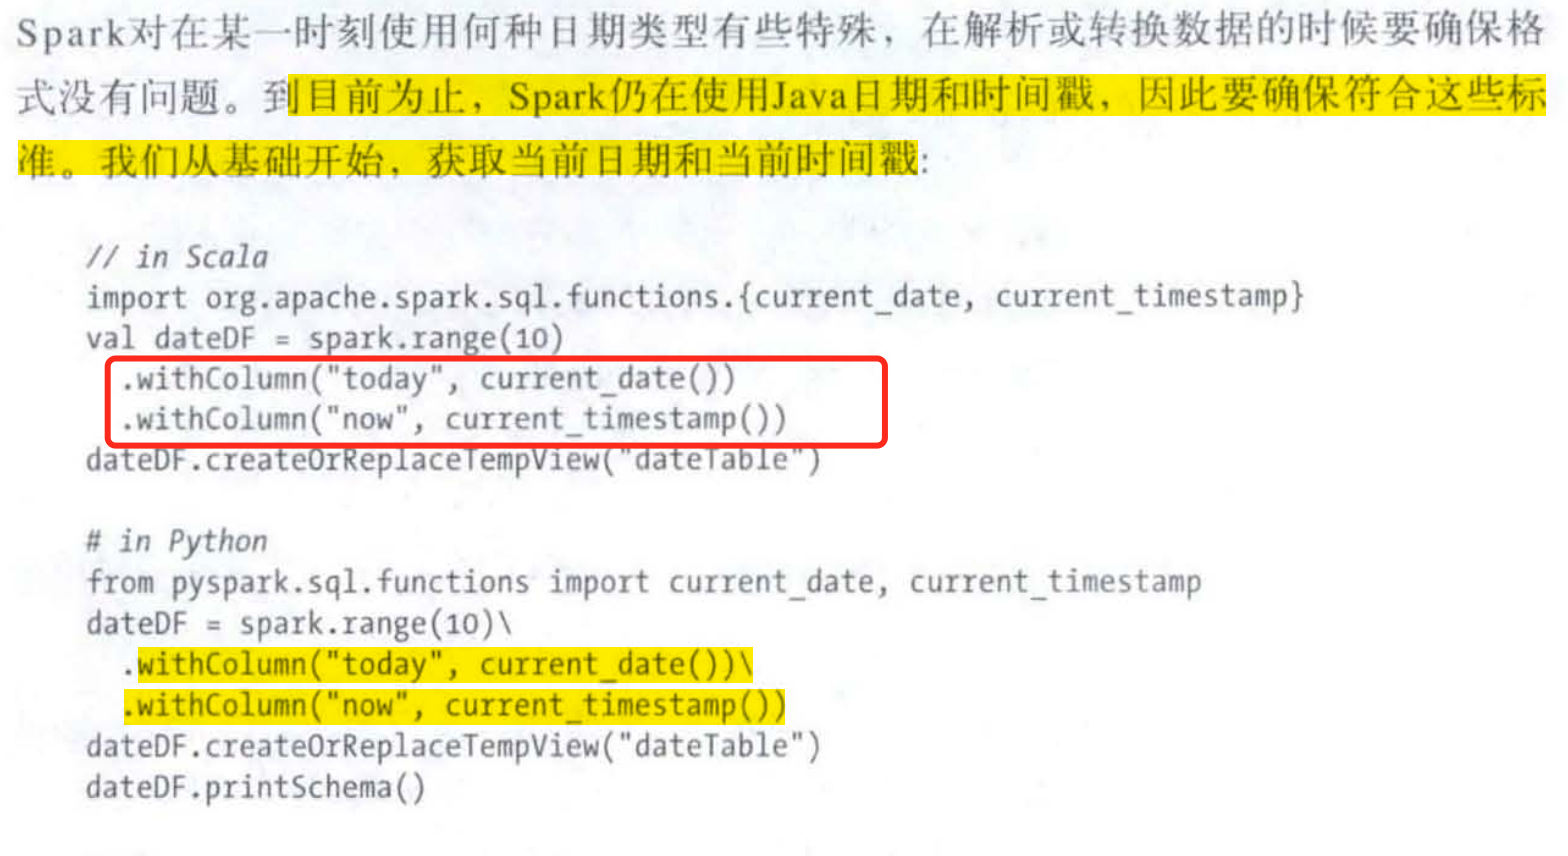 Spark对在某一时刻使用何种日期类型有些特殊，在解析或转换数据的时候要确保格
式没有问题。到目前为止，Spark仍在使用Java日期和时间戳，因此要确保符合这些标
准。我们从基础开始，获取当前日期和当前时间戳:
// in Scala
import org.apache.spark.sql.functions.{current_date, current_timestamp}
val dateDF = spark.range(10)
.withColumn("today", current_date())
.withColumn("now", current_timestamp())
dateDF.createOrReplaceTempView("dateTable")
# in Python
from pyspark.sql.functions import current_date, current_timestamp
dateDF = spark.range(10)\
.withColumn("today", current_date())\
.withColumn("now", current_timestamp())
dateDF.createOrReplaceTempView("dateTable")
dateDF.printSchema()